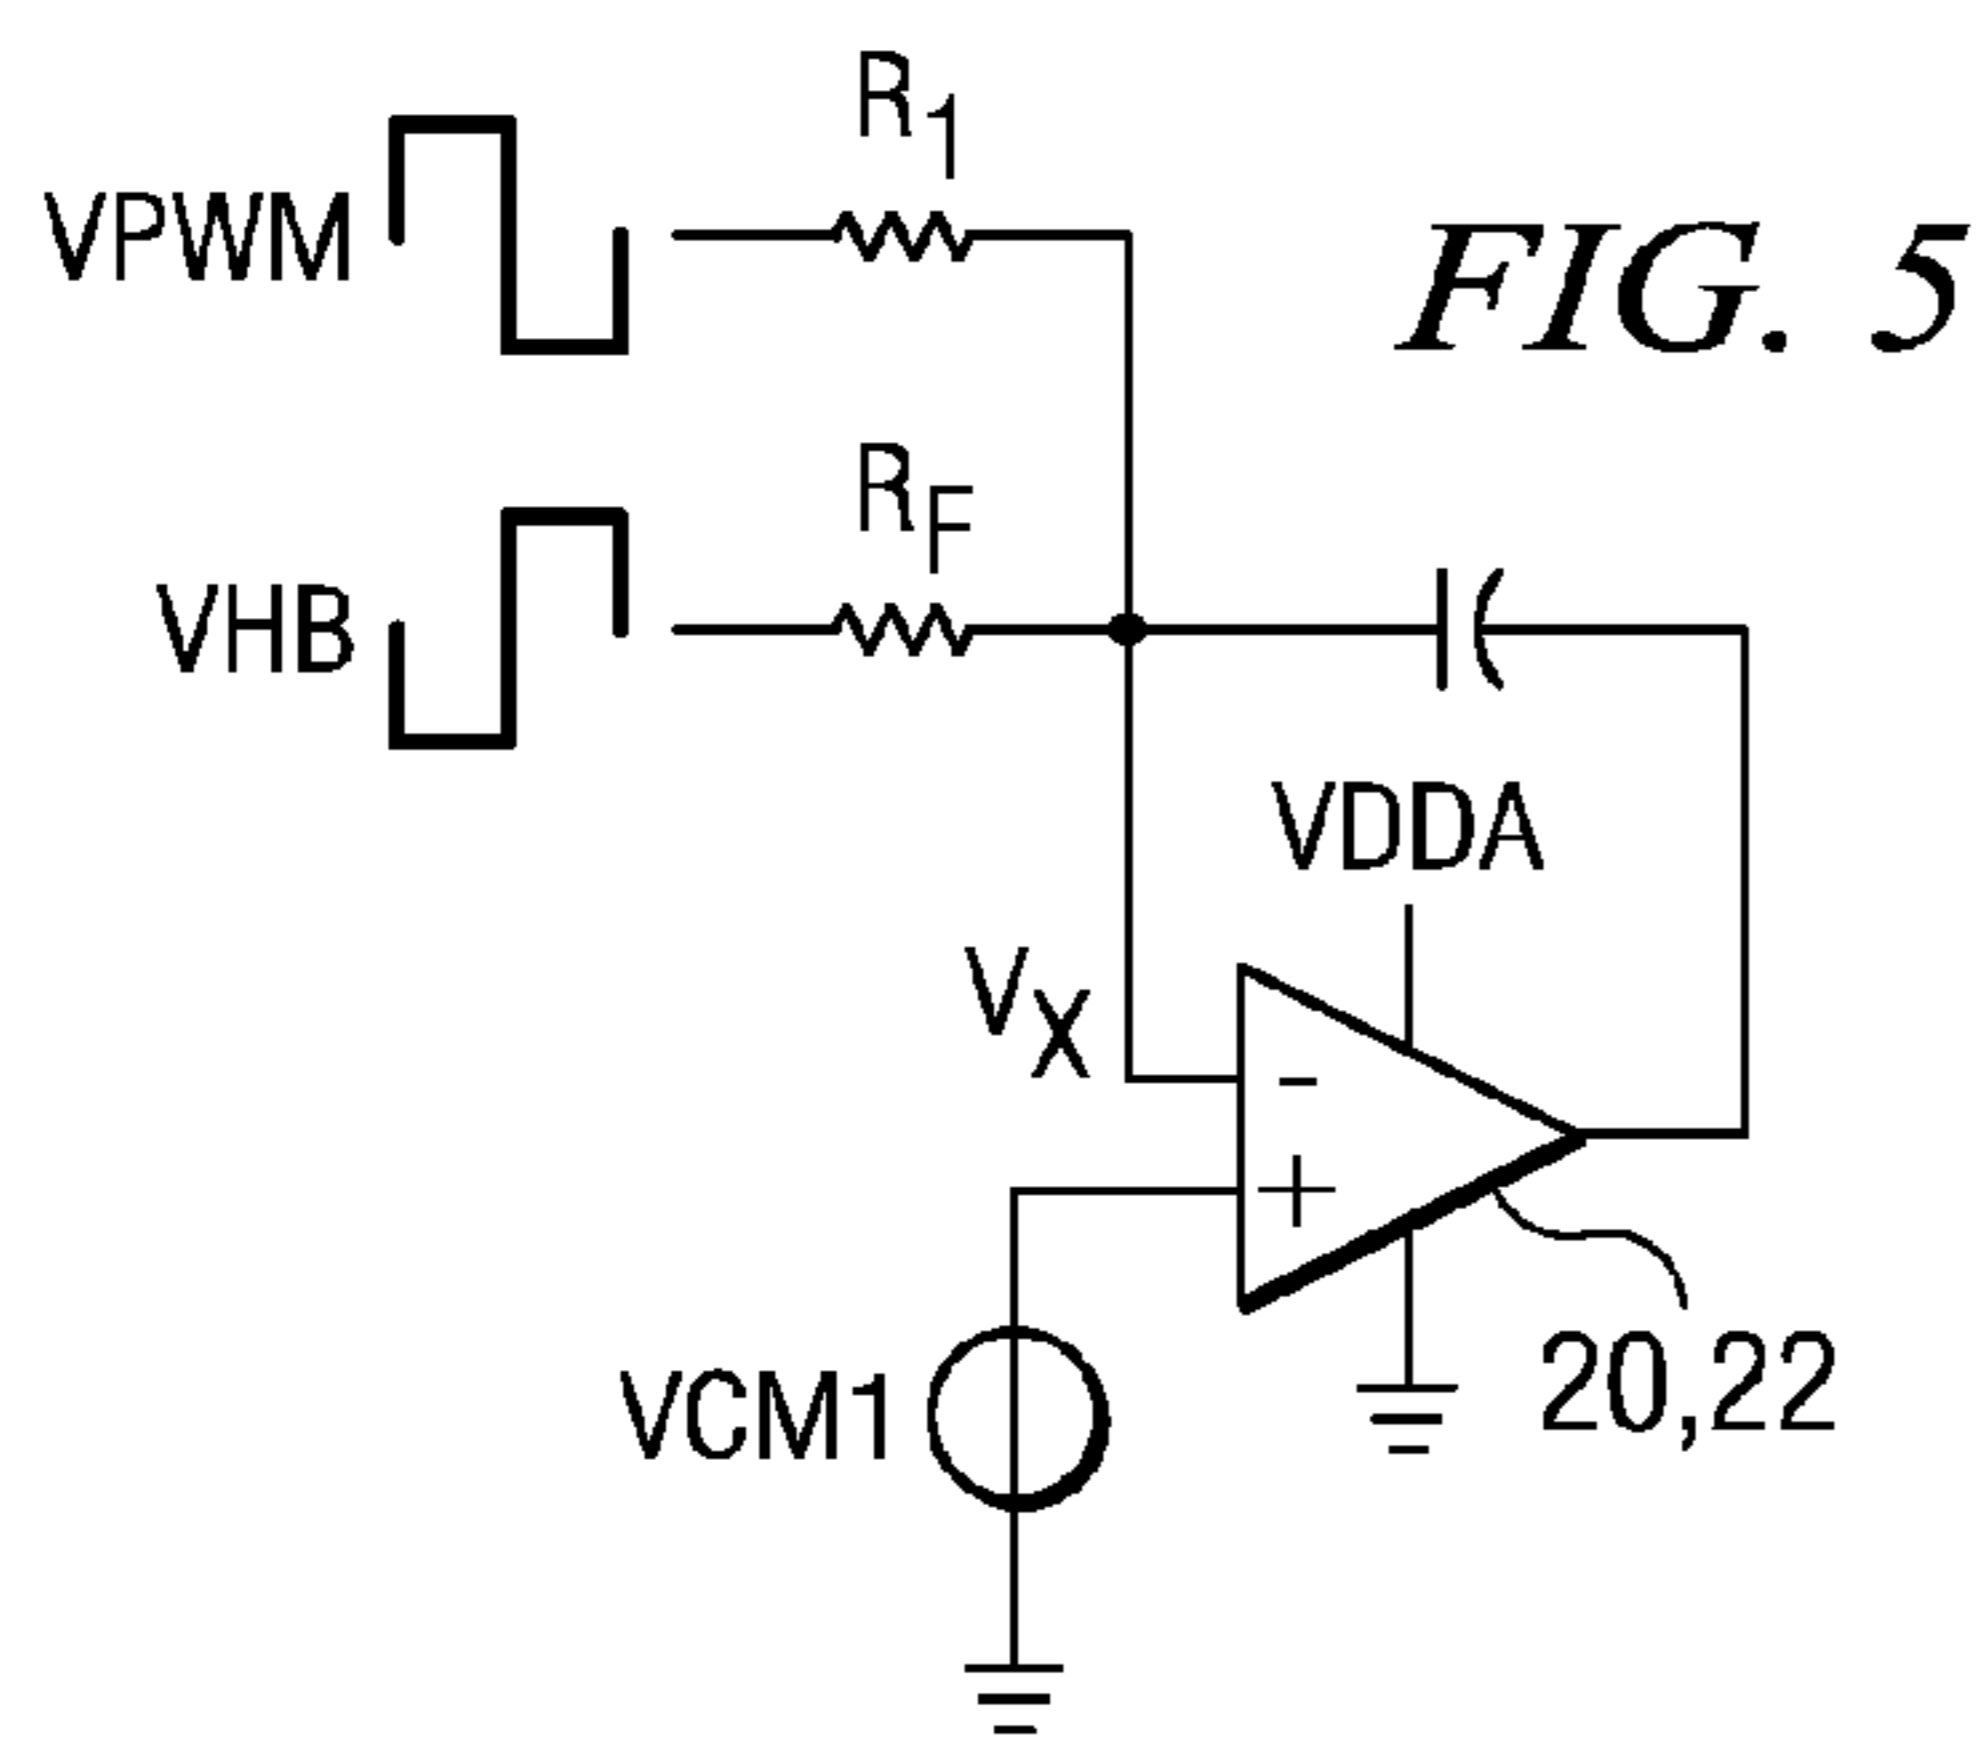 R1
VPWM
FIG. 5
RF
VHB
VDDA
VX
-
+
VCM1
20,22